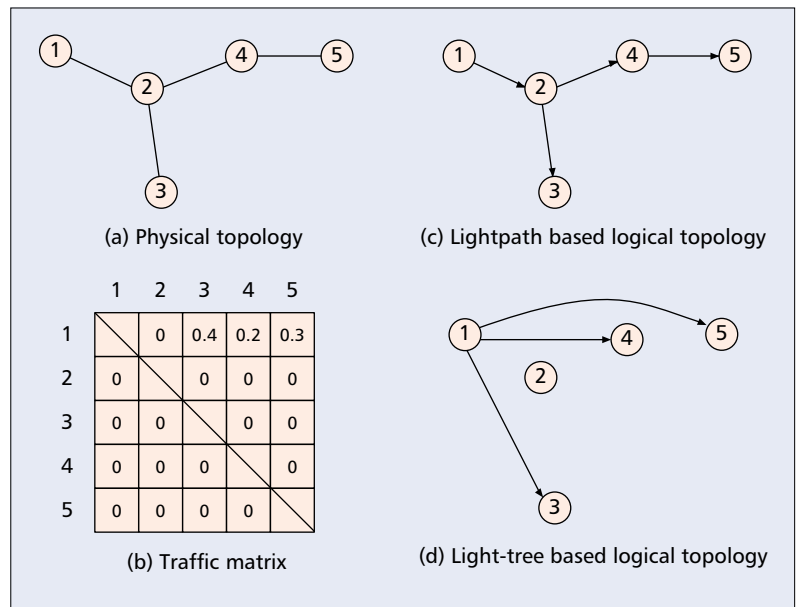 1
4
5
2
3
(a) Physical topology
1
4
5
2
3
(c) Lightpath based logical topology
1 2 3 4 5
1 0 0.4 0.2 0.3
2 0 0 0 0
3 0 0 0 0
4 0 0 0 0
5 0 0 0 0
(b) Traffic matrix
1
4
5
2
3
(d) Light-tree based logical topology